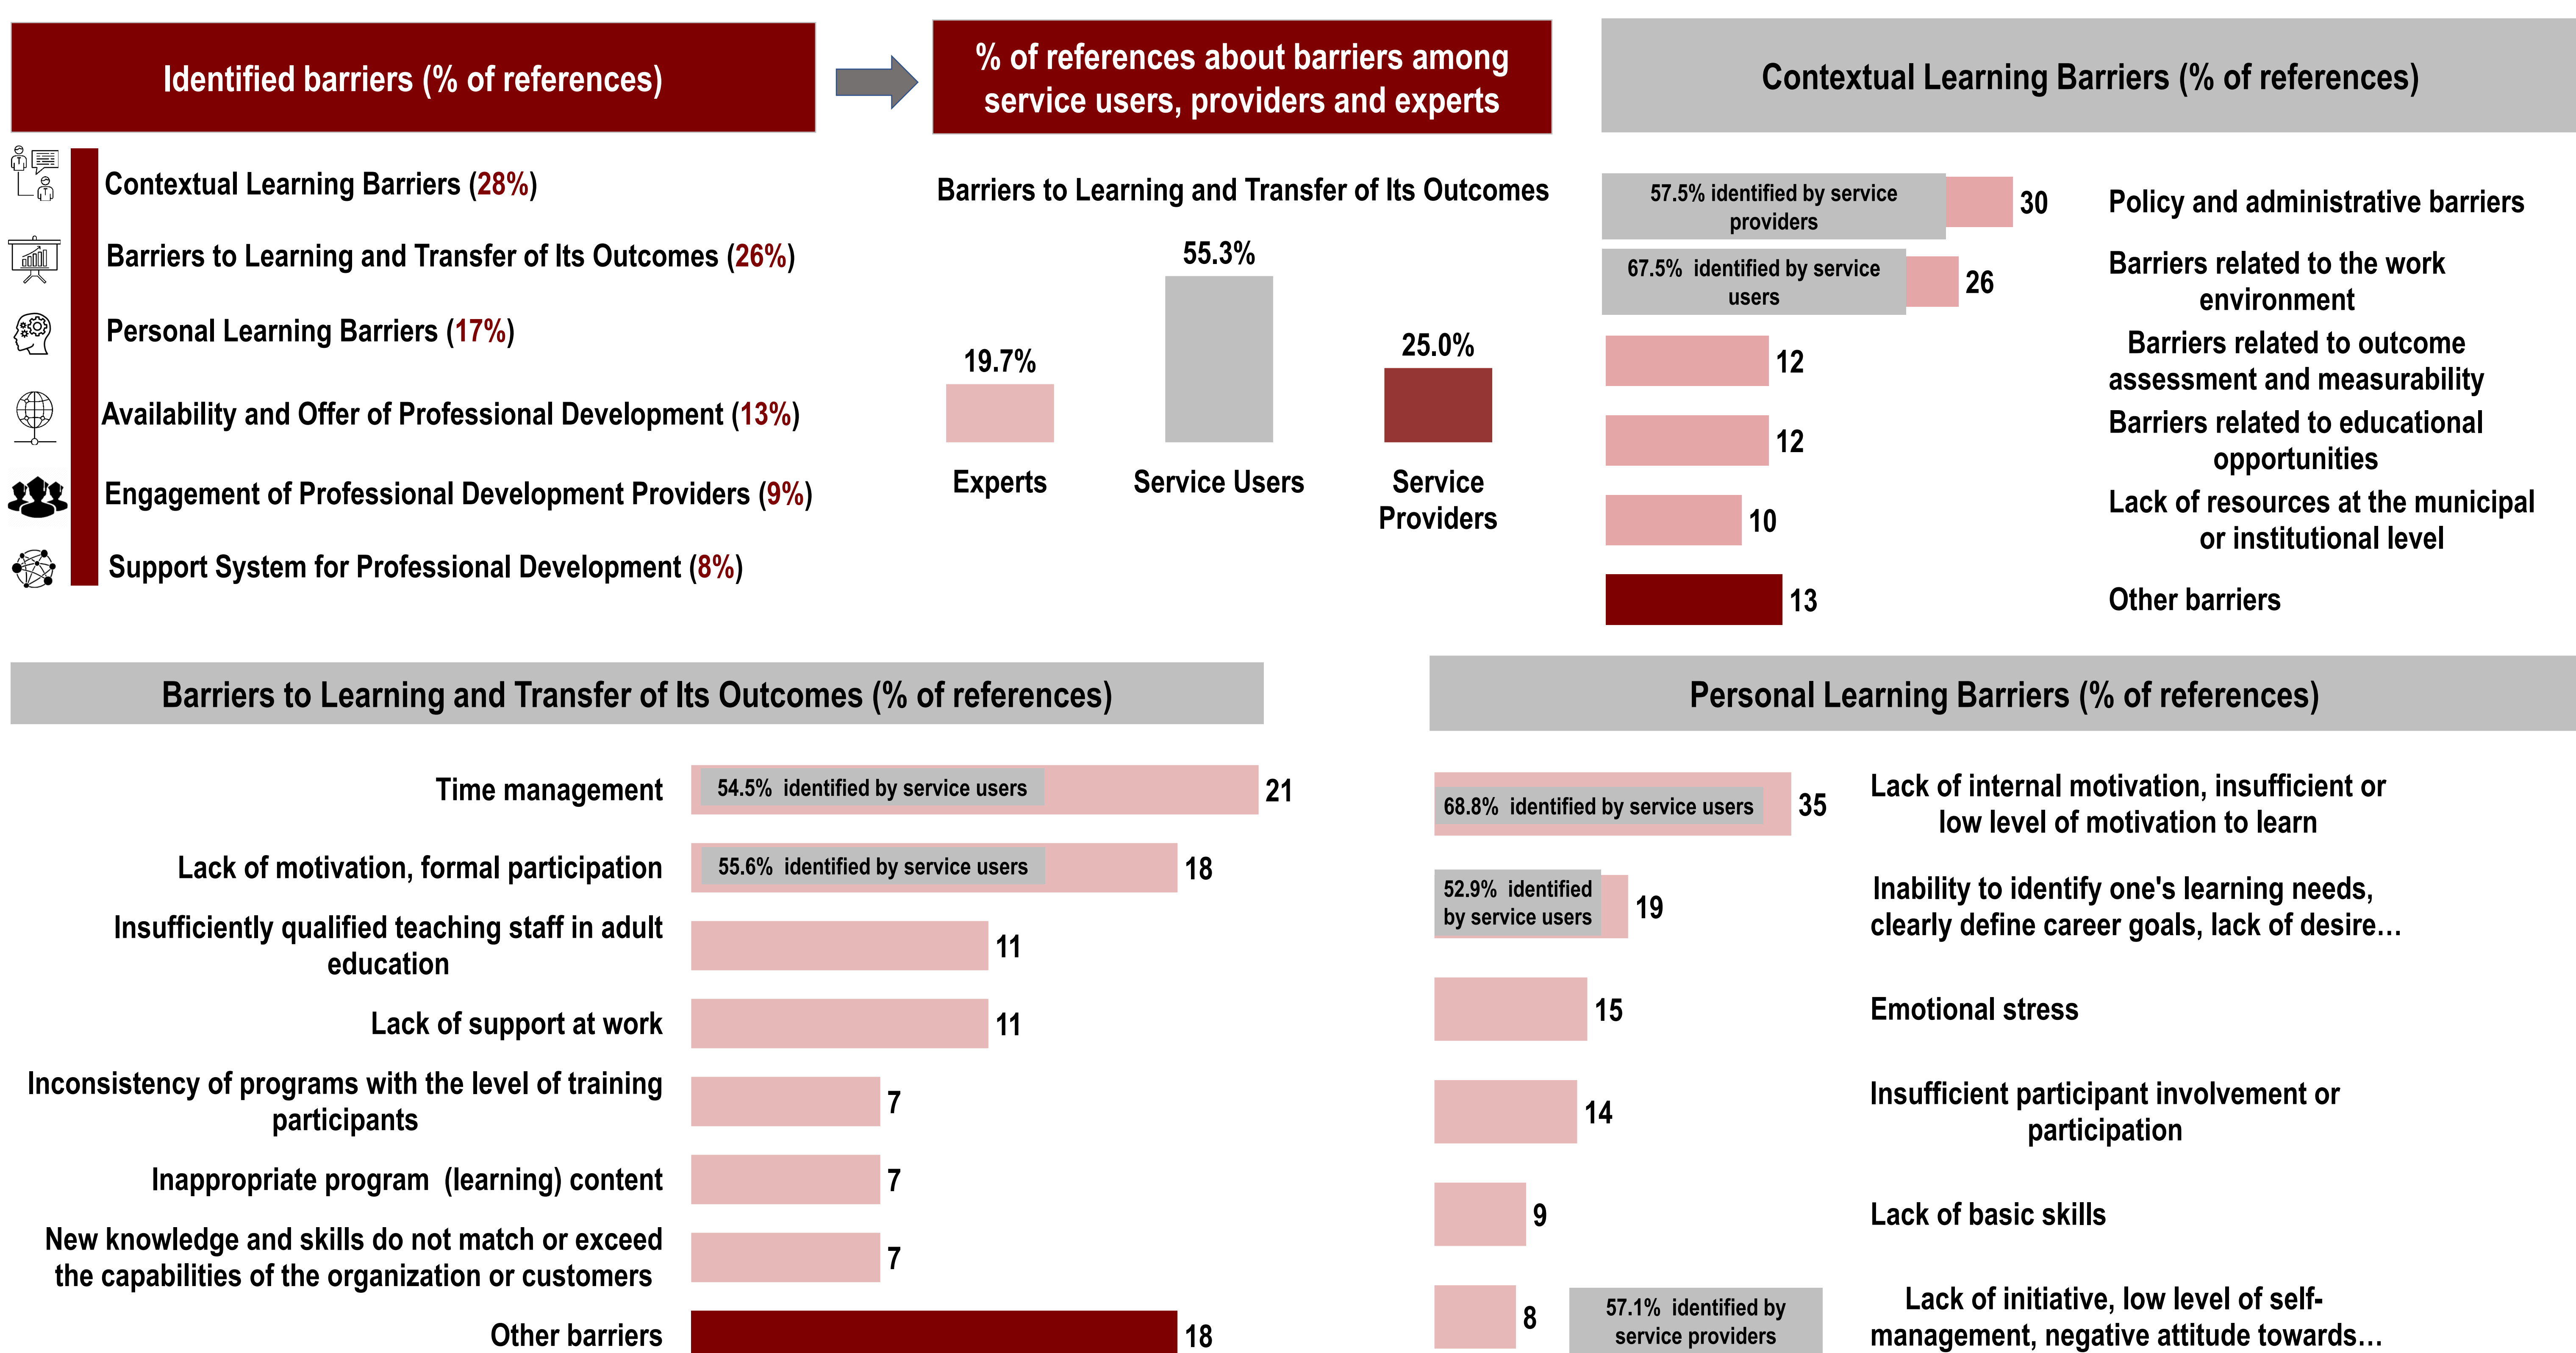 Identified barriers (% of references)
Contextual Learning Barriers (28%)
Barriers to Learning and Transfer of Its Outcomes (26%)
Personal Learning Barriers (17%)
Availability and Offer of Professional Development (13%)
Engagement of Professional Development Providers (9%)
Support System for Professional Development (8%)
% of references about barriers among
service users, providers and experts
Barriers to Learning and Transfer of Its Outcomes
19.7%
55.3%
25.0%
Experts
Service Users
Service
Providers
Contextual Learning Barriers (% of references)
57.5% identified by service
providers
30
Policy and administrative barriers
67.5% identified by service
users
26
Barriers related to the work
environment
12
Barriers related to outcome
assessment and measurability
12
Barriers related to educational
opportunities
10
Lack of resources at the municipal
or institutional level
13
Other barriers
Barriers to Learning and Transfer of Its Outcomes (% of references)
Time management
54.5% identified by service users
21
Lack of motivation, formal participation
55.6% identified by service users
18
Insufficiently qualified teaching staff in adult
education
11
Lack of support at work
11
Inconsistency of programs with the level of training
participants
7
Inappropriate program (learning) content
7
New knowledge and skills do not match or exceed
the capabilities of the organization or customers
7
Other barriers
18
Personal Learning Barriers (% of references)
68.8% identified by service users
35
Lack of internal motivation, insufficient or
low level of motivation to learn
52.9% identified
by service users
19
Inability to identify one's learning needs,
clearly define career goals, lack of desire…
15
Emotional stress
14
Insufficient participant involvement or
participation
9
Lack of basic skills
8
57.1% identified by
service providers
Lack of initiative, low level of self-
management, negative attitude towards…